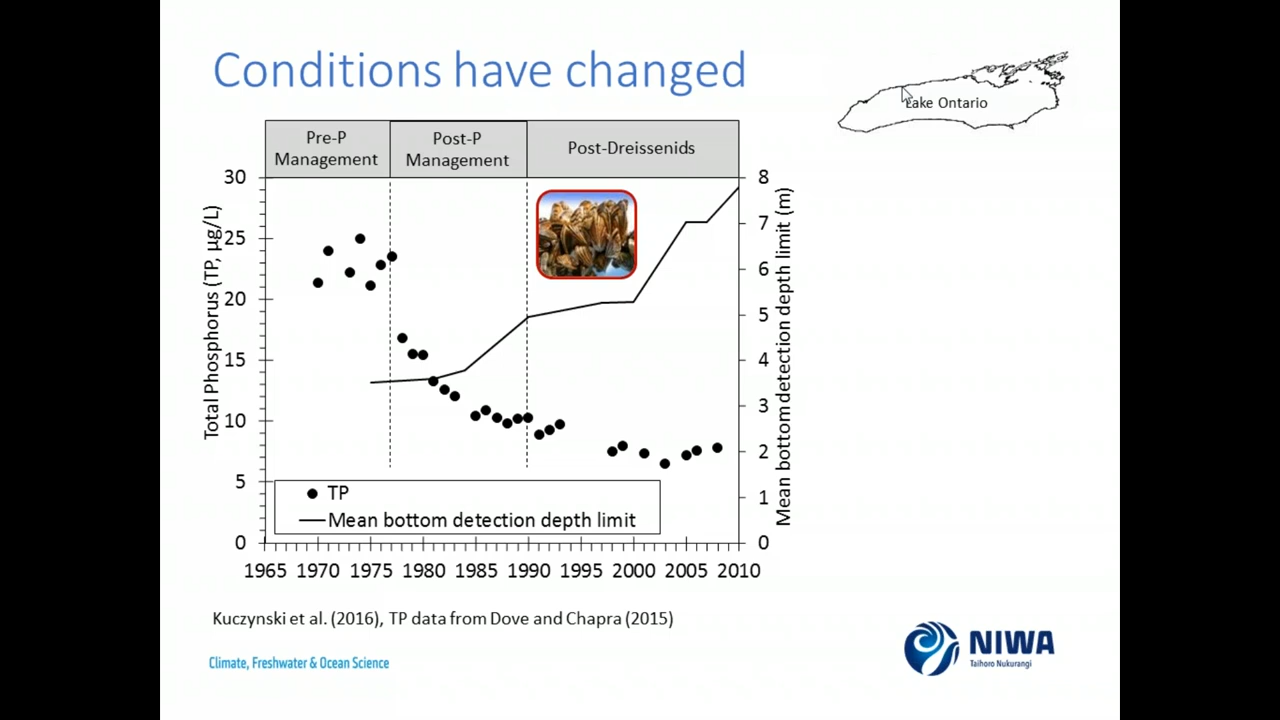 Conditions have changed
Lake Ontario
Pre-P
Management
Post-P
Management
Post-Dreissenids
Total Phosphorus (TP, µg/L)
30
25
20
15
10
5
0
8
7
6
5
4
3
2
1
0
Mean bottom detection depth limit (m)
TP
Mean bottom detection depth limit
1965 1970 1975 1980 1985 1990 1995 2000 2005 2010
Kuczynski et al. (2016), TP data from Dove and Chapra (2015)
Climate, Freshwater & Ocean Science
NIWA
Taihoro Nukurangi